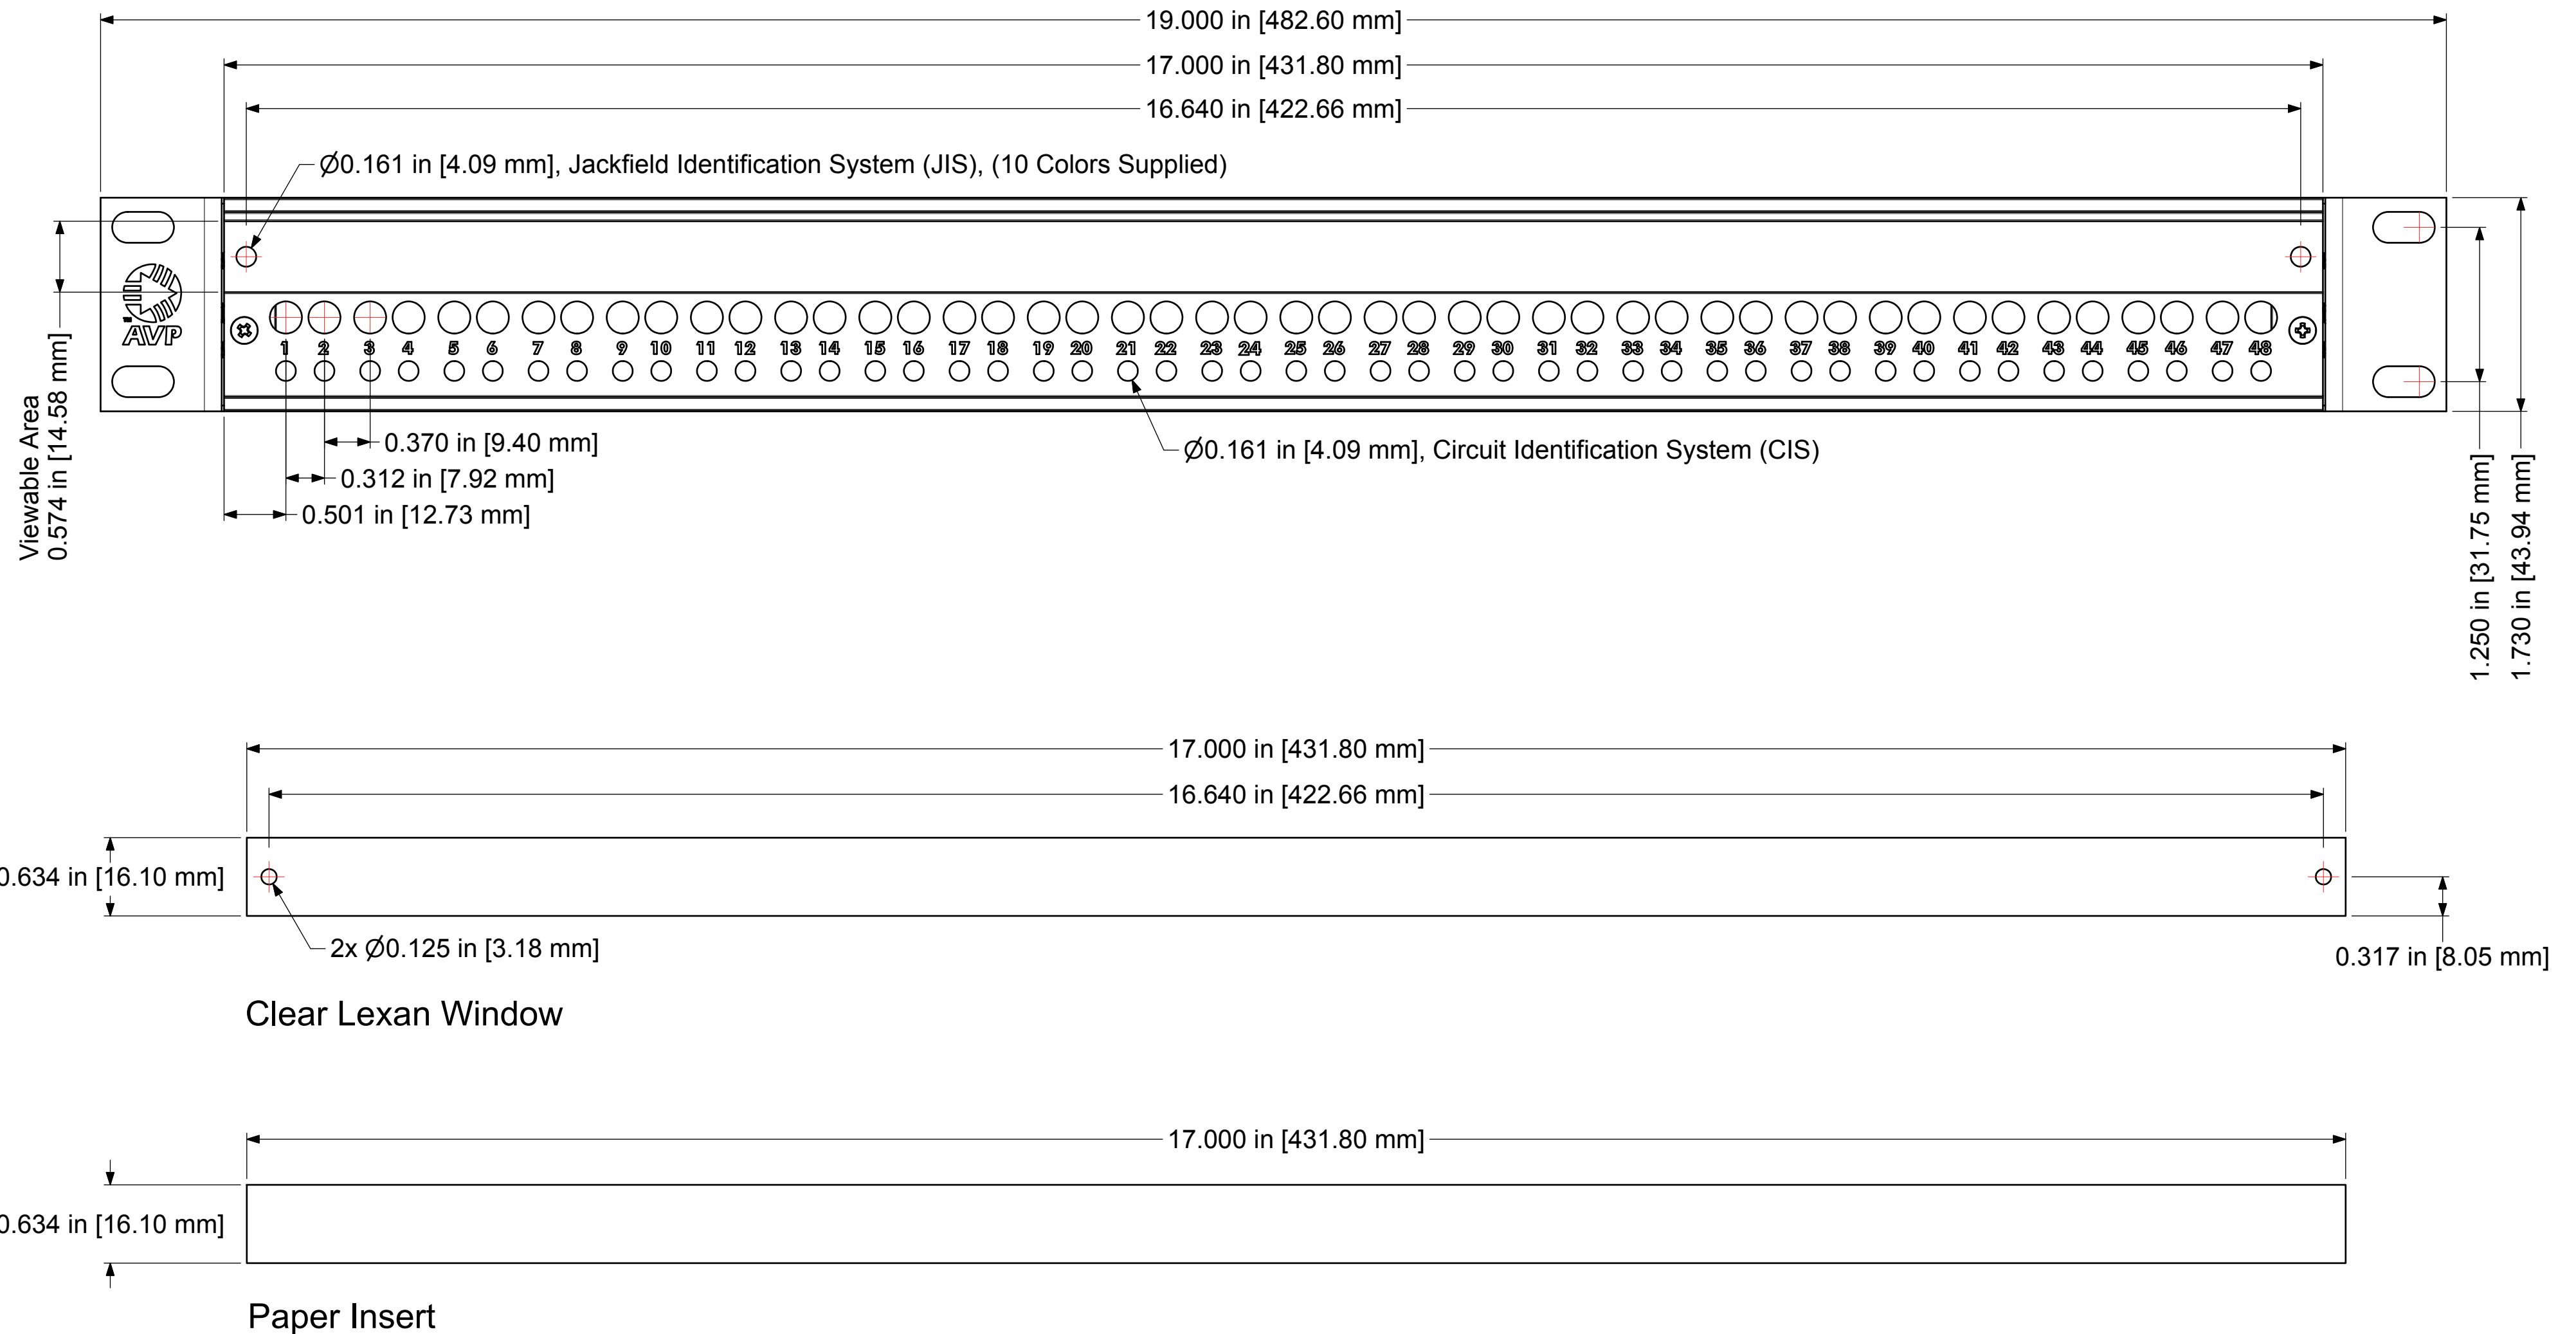 19.000 in [482.60 mm]
17.000 in [431.80 mm]
16.640 in [422.66 mm]
Ø0.161 in [4.09 mm], Jackfield Identification System (JIS), (10 Colors Supplied)
Viewable Area
0.574 in [14.58 mm]
™
AVP
1 2 3 4 5 6 7 8 9 10 11 12 13 14 15 16 17 18 19 20 21 22 23 24 25 26 27 28 29 30 31 32 33 34 35 36 37 38 39 40 41 42 43 44 45 46 47 48
0.370 in [9.40 mm]
0.312 in [7.92 mm]
0.501 in [12.73 mm]
Ø0.161 in [4.09 mm], Circuit Identification System (CIS)
1.250 in [31.75 mm]
1.730 in [43.94 mm]
17.000 in [431.80 mm]
16.640 in [422.66 mm]
0.634 in [16.10 mm]
2x Ø0.125 in [3.18 mm]
0.317 in [8.05 mm]
Clear Lexan Window
17.000 in [431.80 mm]
0.634 in [16.10 mm]
Paper Insert